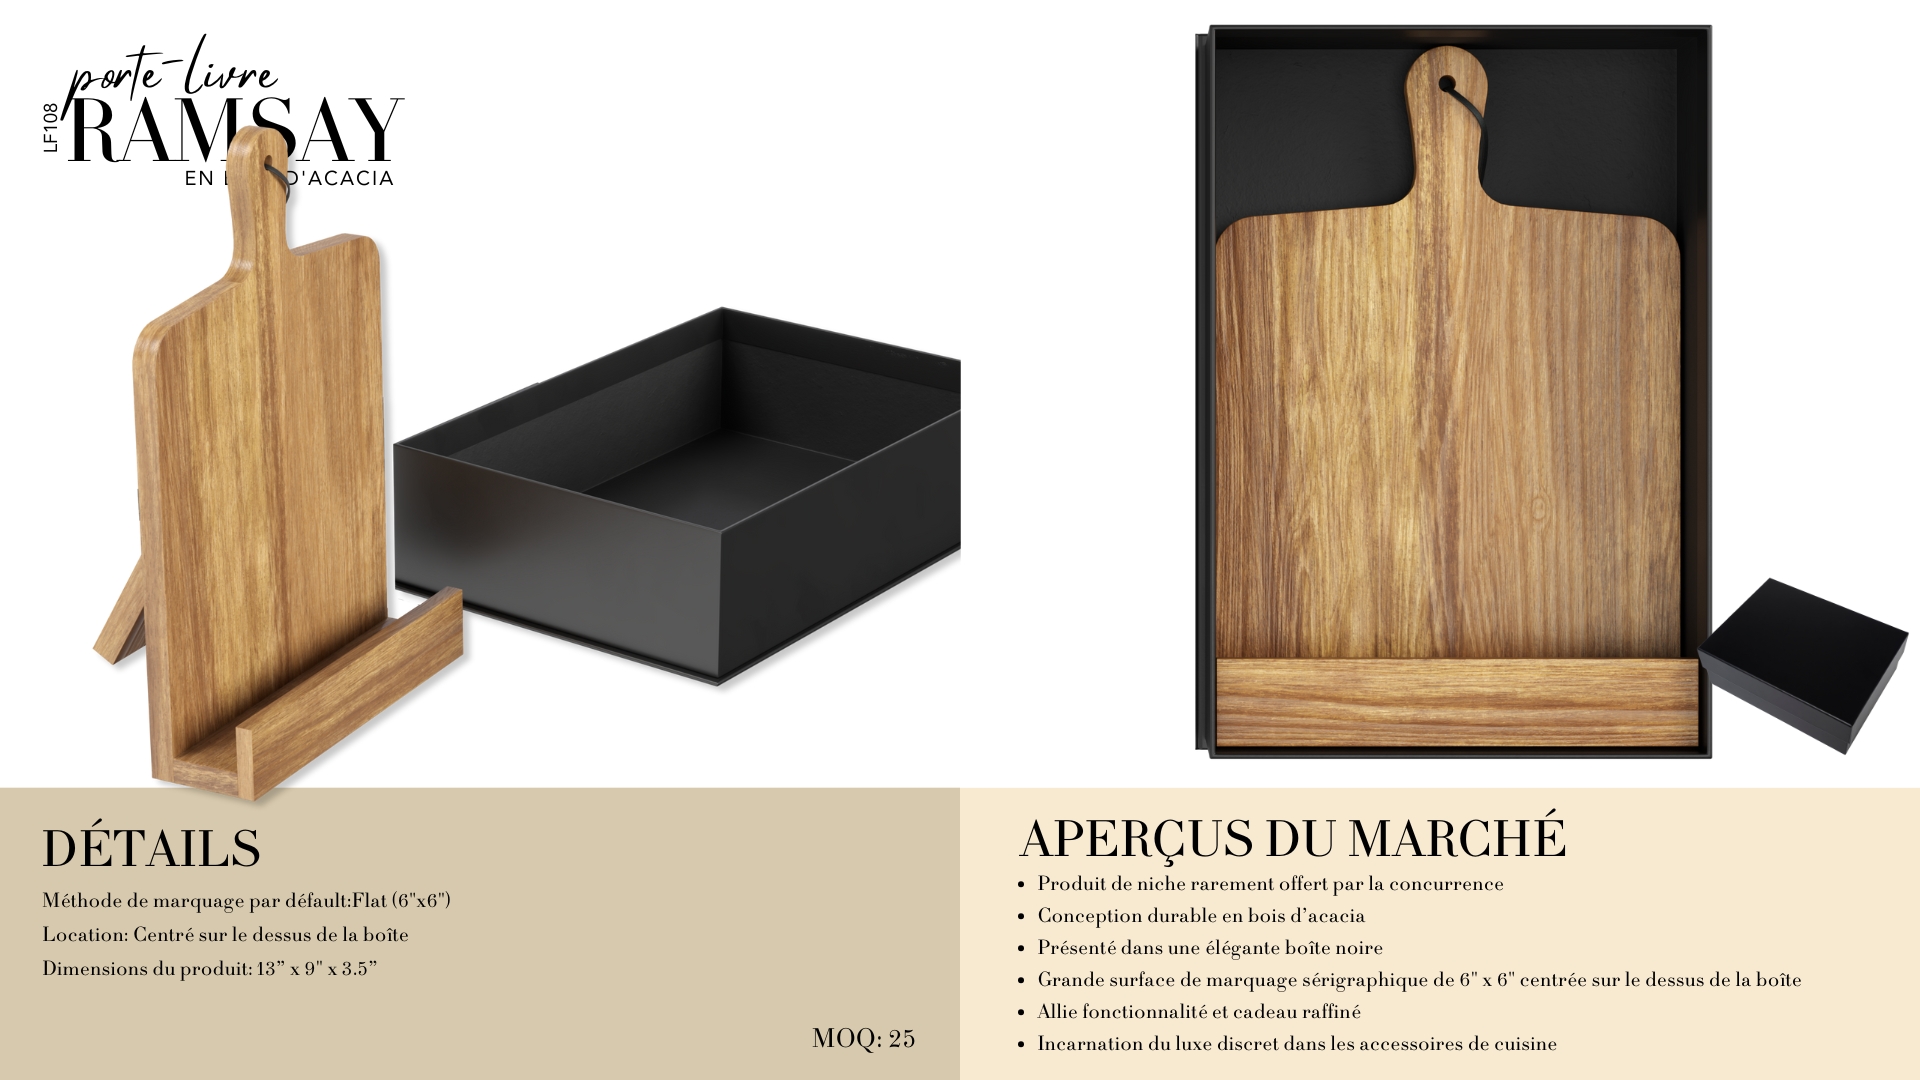 porte-livre
LF108
RAMSAY
EN D'ACACIA
DÉTAILS
Méthode de marquage par défault:Flat (6"x6")
Location: Centré sur le dessus de la boîte
Dimensions du produit: 13” x 9" x 3.5”
MOQ: 25
APERÇUS DU MARCHÉ
• Produit de niche rarement offert par la concurrence
• Conception durable en bois d’acacia
• Présenté dans une élégante boîte noire
• Grande surface de marquage sérigraphique de 6" x 6" centrée sur le dessus de la boîte
• Allie fonctionnalité et cadeau raffiné
• Incarnation du luxe discret dans les accessoires de cuisine